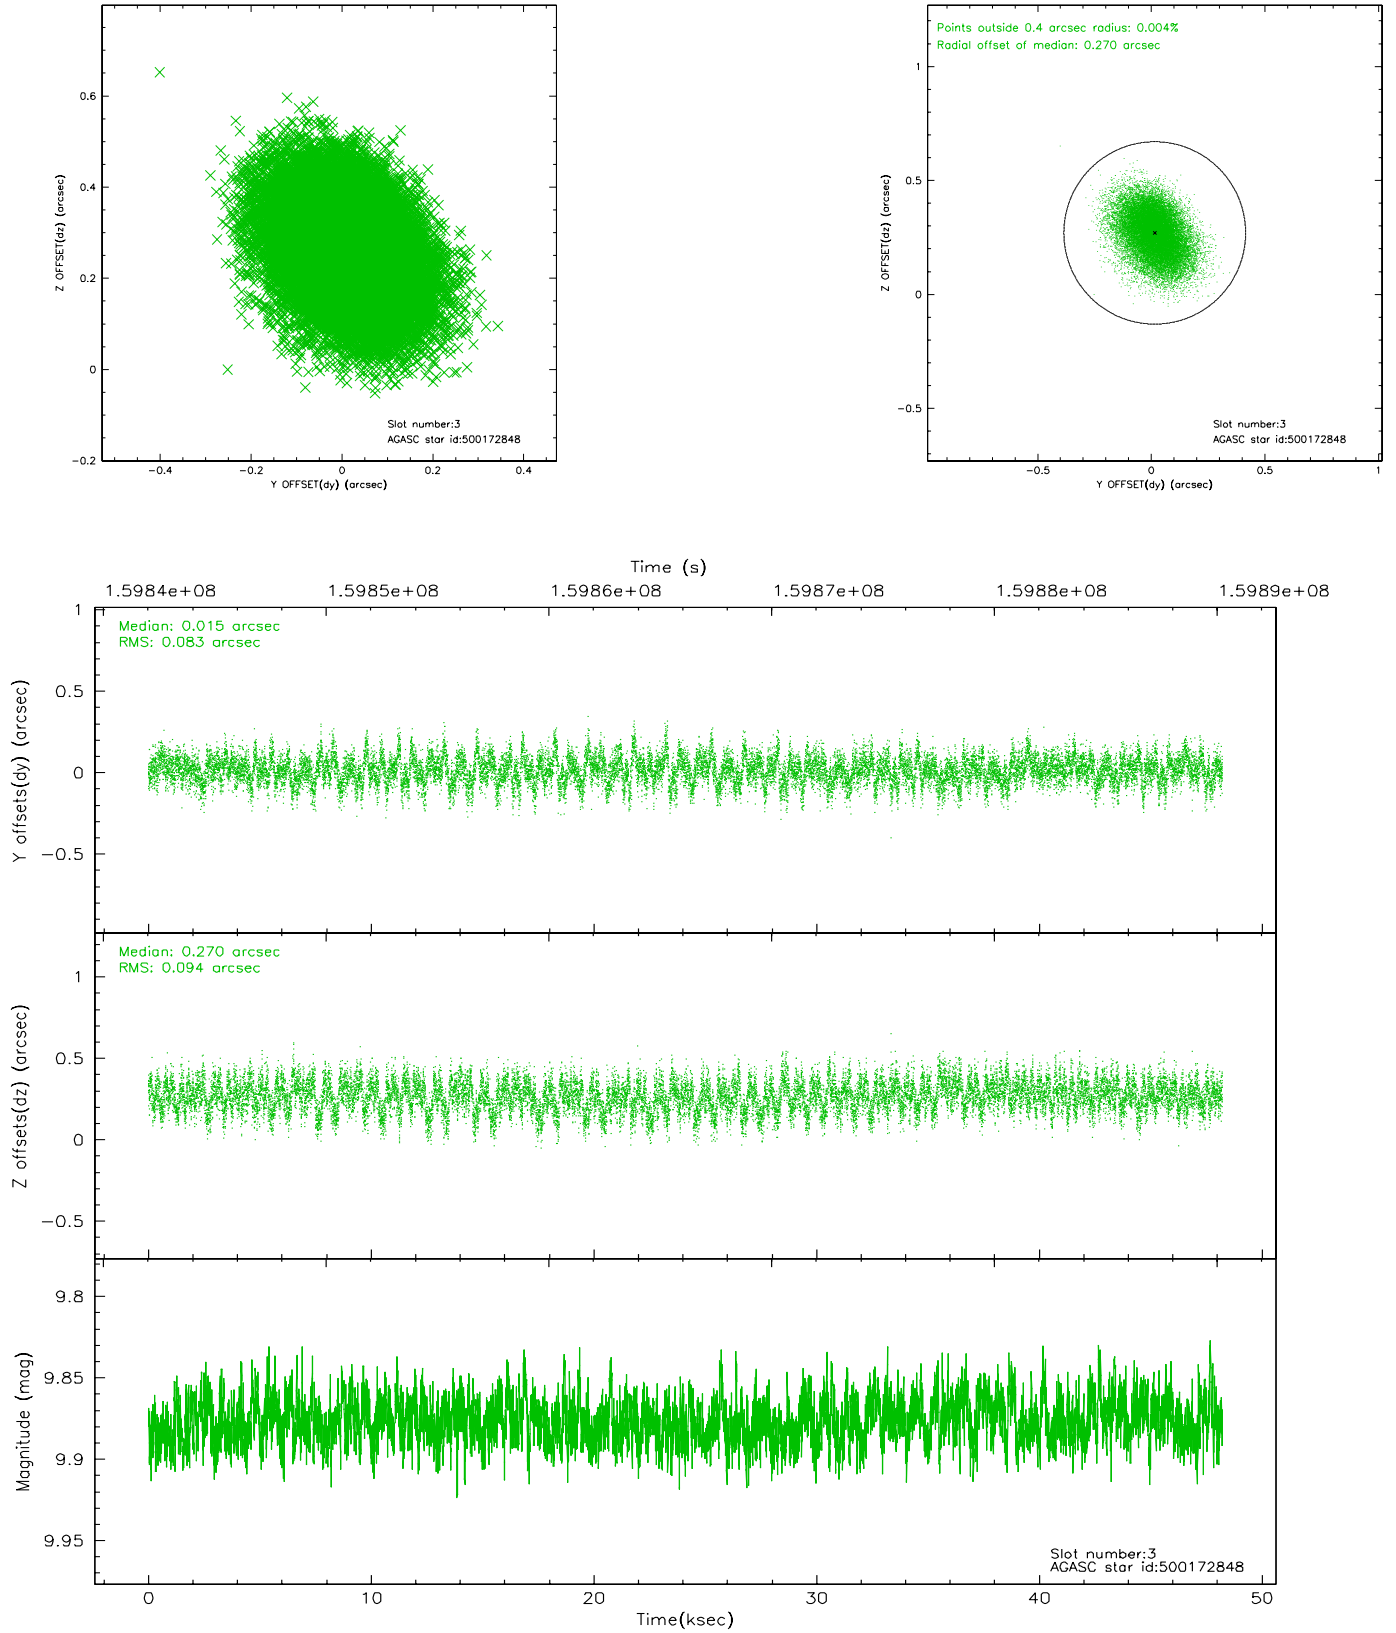 0.6
0.4
0.2
0
−0.2
−0.4
−0.2
0
0.2
0.4
Z OFFSET(dz) (arcsec)
Y OFFSET(dy) (arcsec)
Slot number:3
AGASC star id:500172848
Points outside 0.4 arcsec radius: 0.004%
Radial offset of median: 0.270 arcsec
1
0.5
0
−0.5
−0.5
0
0.5
1
Z OFFSET(dz) (arcsec)
Y OFFSET(dy) (arcsec)
Slot number:3
AGASC star id:500172848
Time (s)
1.5984e+08
1.5985e+08
1.5986e+08
1.5987e+08
1.5988e+08
1.5989e+08
Median: 0.015 arcsec
RMS: 0.083 arcsec
1
0.5
0
−0.5
Y offsets(dy) (arcsec)
Median: 0.270 arcsec
RMS: 0.094 arcsec
1
0.5
0
−0.5
Z offsets(dz) (arcsec)
9.8
9.85
9.9
9.95
Magnitude (mag)
Slot number:3
AGASC star id:500172848
0
10
20
30
40
50
Time(ksec)